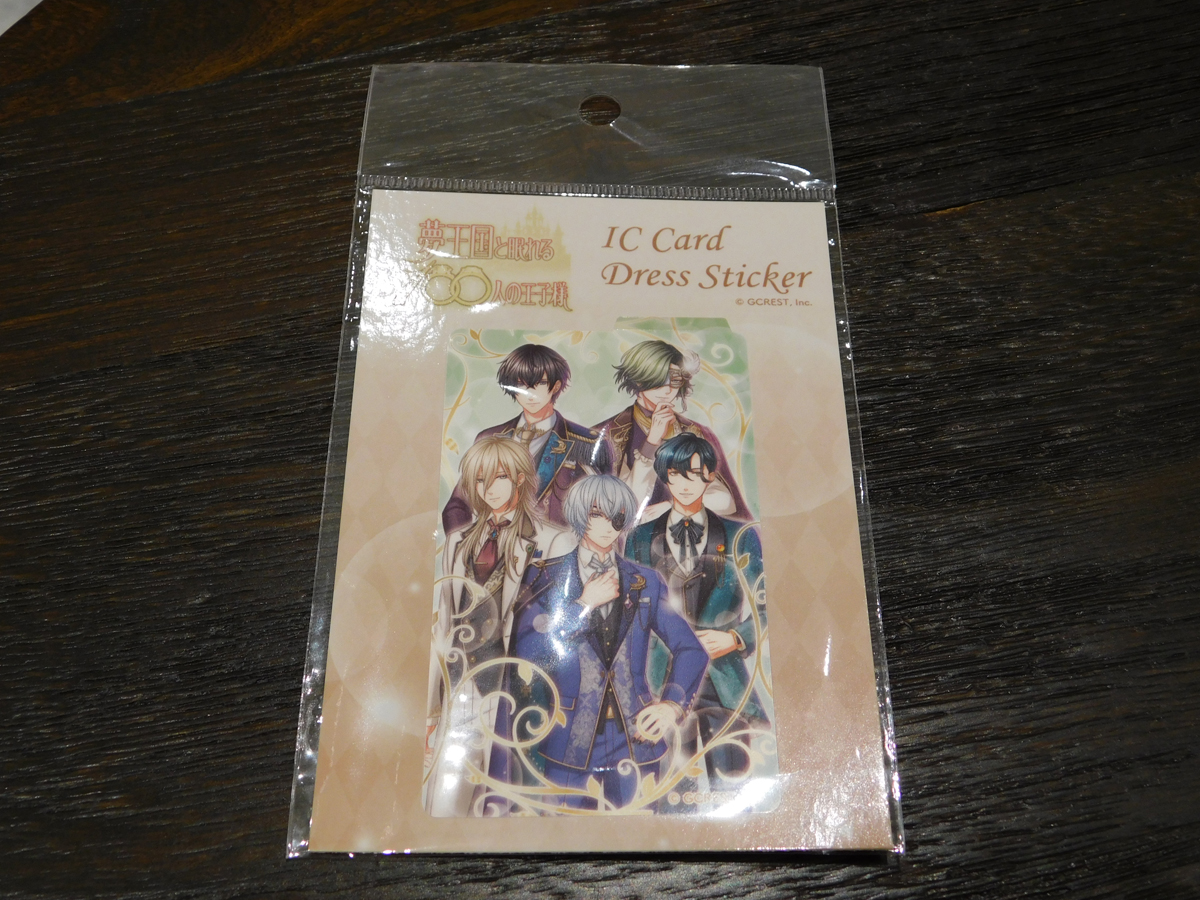 夢王国と眠れる
100人の王子様
IC Card
Dress Sticker
© GCREST, Inc.
© GCREST